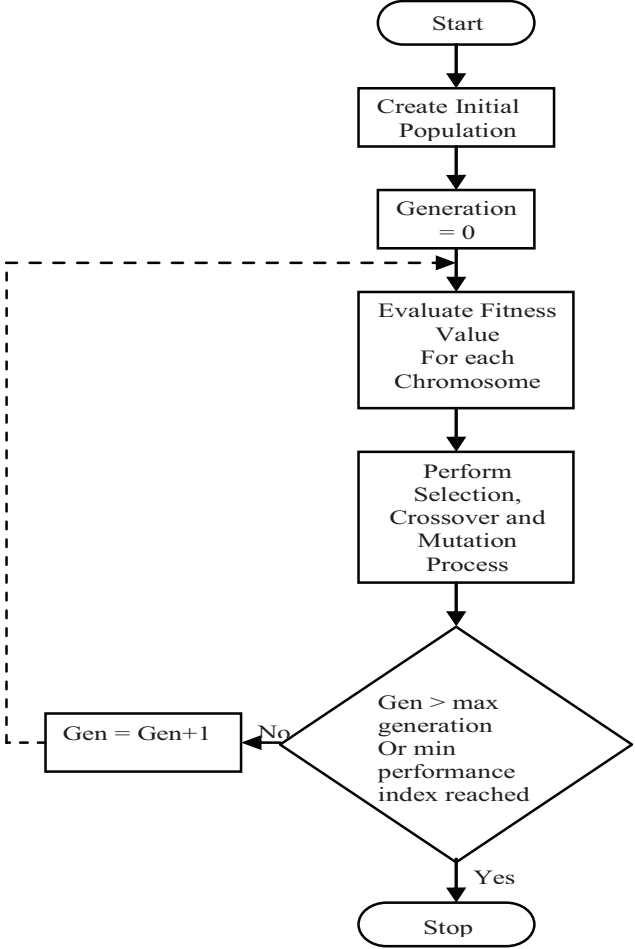 Start
Create Initial
Population
Generation
= 0
Evaluate Fitness
Value
For each
Chromosome
Perform
Selection,
Crossover and
Mutation
Process
Gen > max
generation
Or min
performance
index reached
No
Gen = Gen+1
Yes
Stop